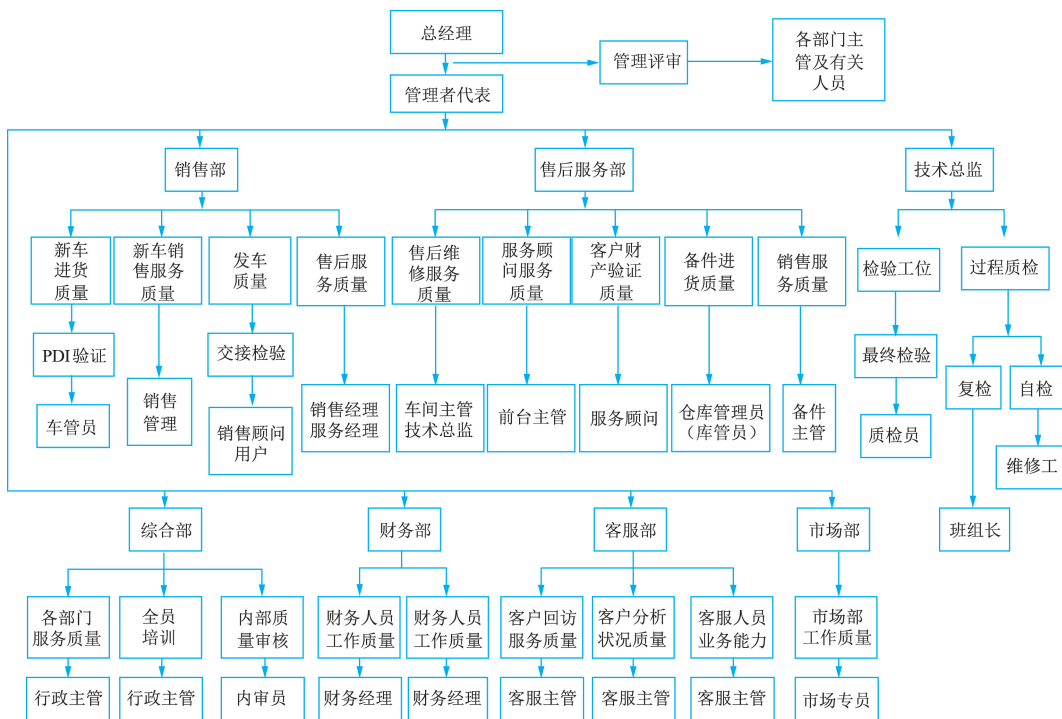 总经理
管理评审
各部门主
管及有关
人员
管理者代表
销售部
售后服务部
技术总监
新车
进货
质量
新车销
售服务
质量
发车
质量
售后服
务质量
售后维
修服务
质量
服务顾
问服务
质量
客户财
产验证
质量
备件进
货质量
销售服
务质量
检验工位
过程质检
PDI验证
交接检验
最终检验
复检
自检
车管员
销售
管理
销售顾问
用户
销售经理
服务经理
车间主管
技术总监
前台主管
服务顾问
仓库管理员
（库管员）
备件
主管
质检员
维修工
班组长
综合部
财务部
客服部
市场部
各部门
服务质量
全员
培训
内部质
量审核
财务人员
工作质量
财务人员
工作质量
客户回访
服务质量
客户分析
状况质量
客服人员
业务能力
市场部
工作质量
行政主管
行政主管
内审员
财务经理
财务经理
客服主管
客服主管
客服主管
市场专员